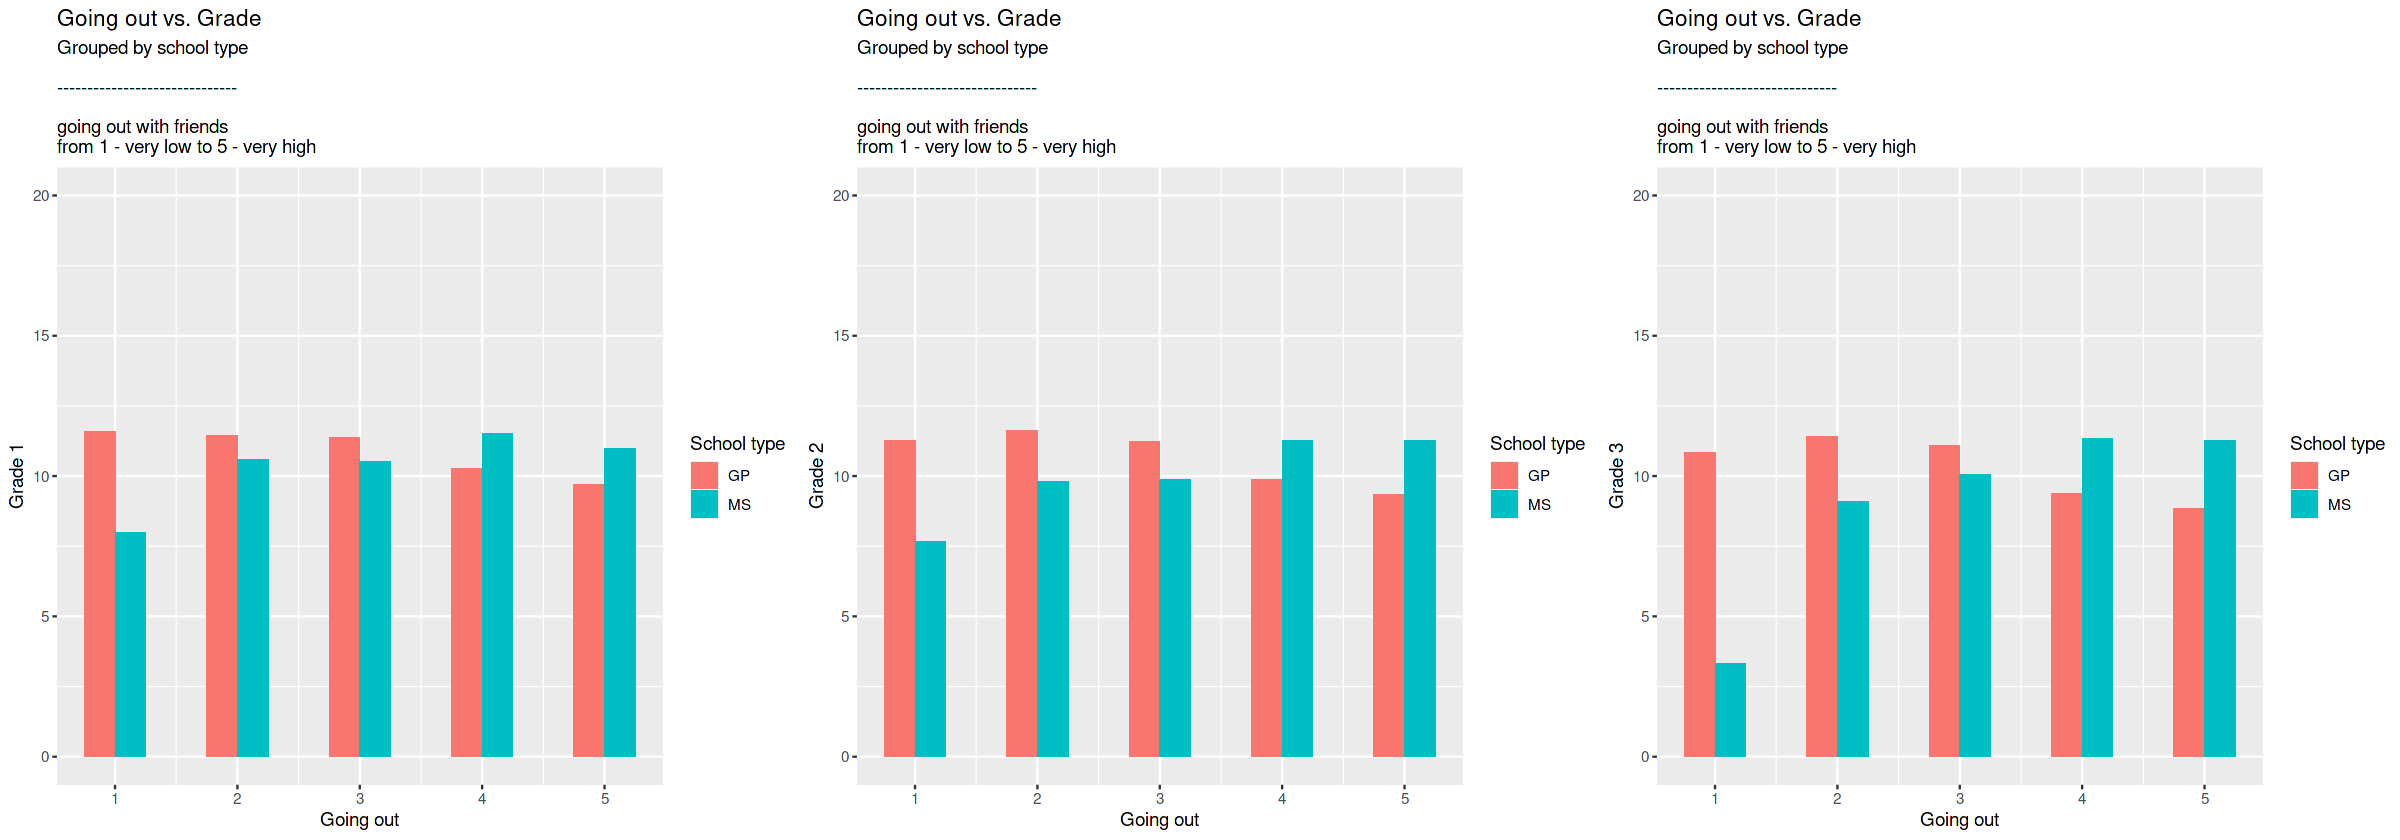 Going out vs. Grade
Grouped by school type
------------------------------
going out with friends
from 1 - very low to 5 - very high
20
15
10
5
0
Grade 1
1 2 3 4 5
Going out
School type
GP
MS
Going out vs. Grade
Grouped by school type
------------------------------
going out with friends
from 1 - very low to 5 - very high
20
15
10
5
0
Grade 2
1 2 3 4 5
Going out
School type
GP
MS
Going out vs. Grade
Grouped by school type
------------------------------
going out with friends
from 1 - very low to 5 - very high
20
15
10
5
0
Grade 3
1 2 3 4 5
Going out
School type
GP
MS